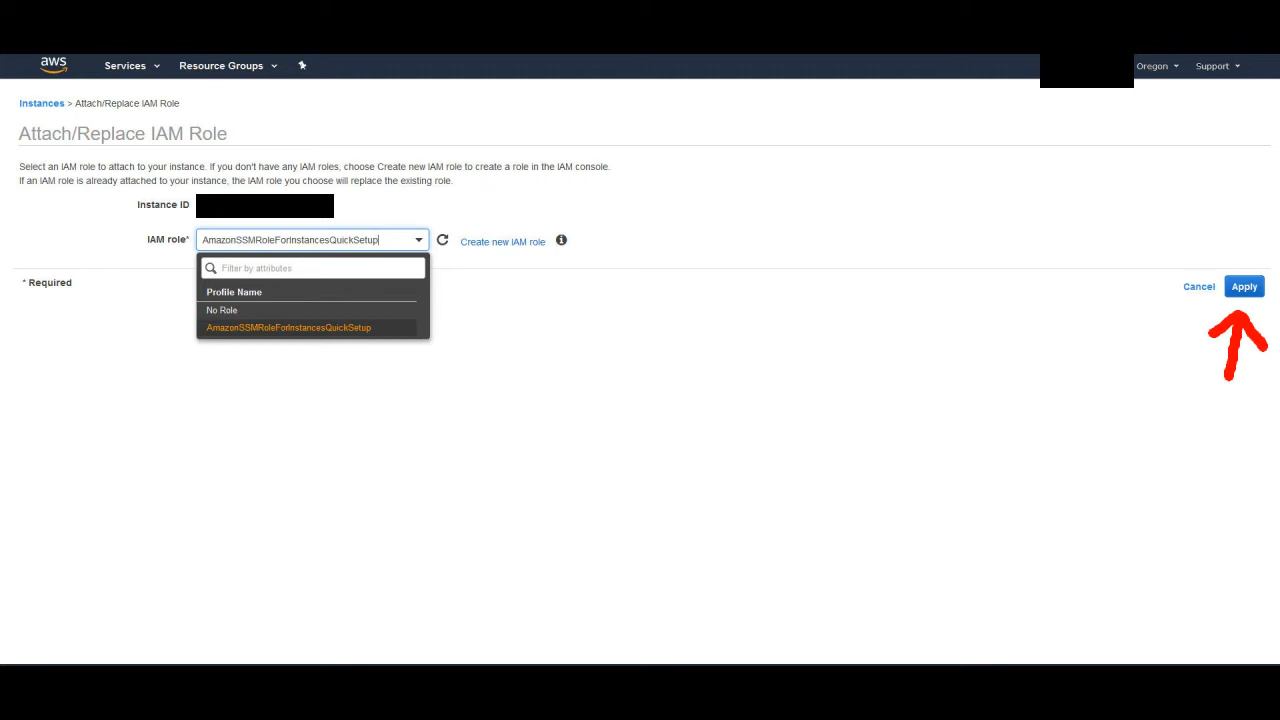 aws Services Resource Groups Oregon Support
Instances > Attach/Replace IAM Role
Attach/Replace IAM Role
Select an IAM role to attach to your instance. If you don't have any IAM roles, choose Create new IAM role to create a role in the IAM console.
If an IAM role is already attached to your instance, the IAM role you choose will replace the existing role.
Instance ID
IAM role* AmazonSSMRoleForInstancesQuickSetup Create new IAM role
Filter by attributes
* Required Cancel Apply
Profile Name
No Role
AmazonSSMRoleForInstancesQuickSetup